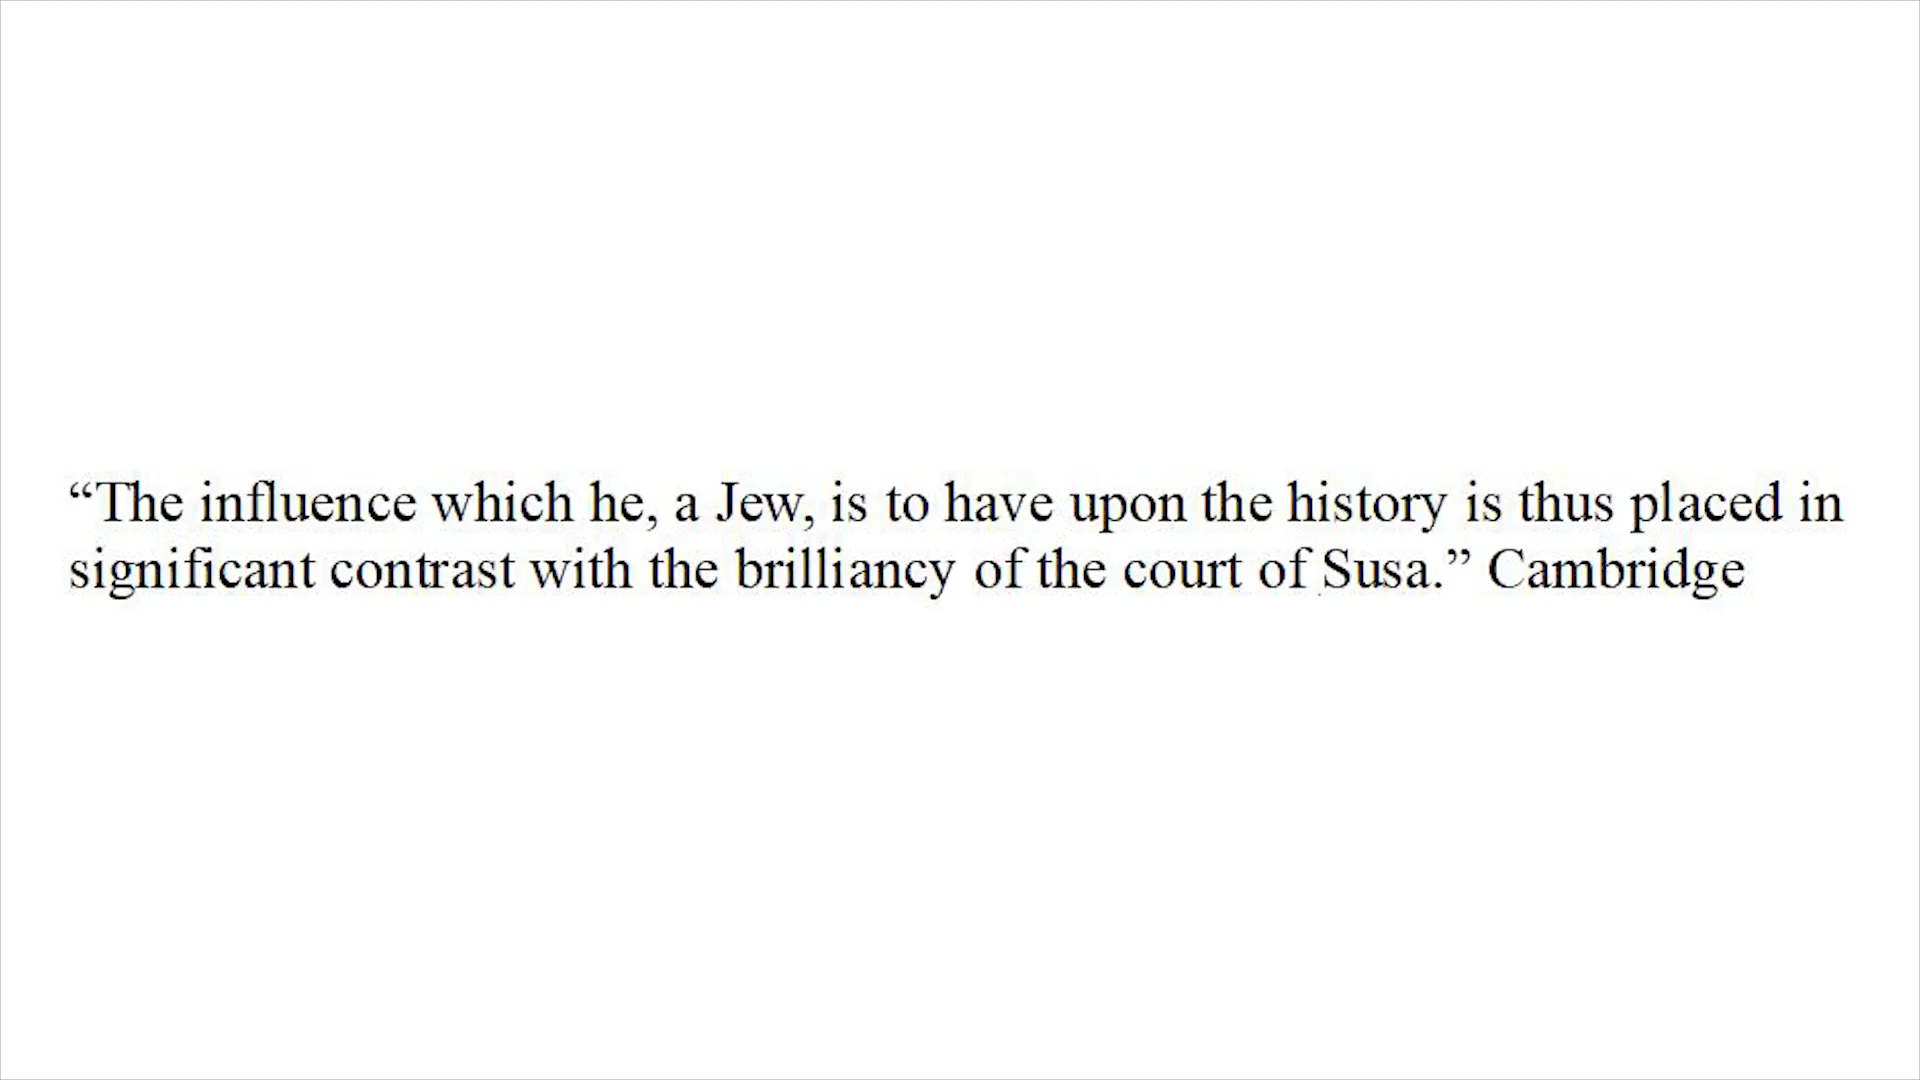 “The influence which he, a Jew, is to have upon the history is thus placed in
significant contrast with the brilliancy of the court of Susa.” Cambridge